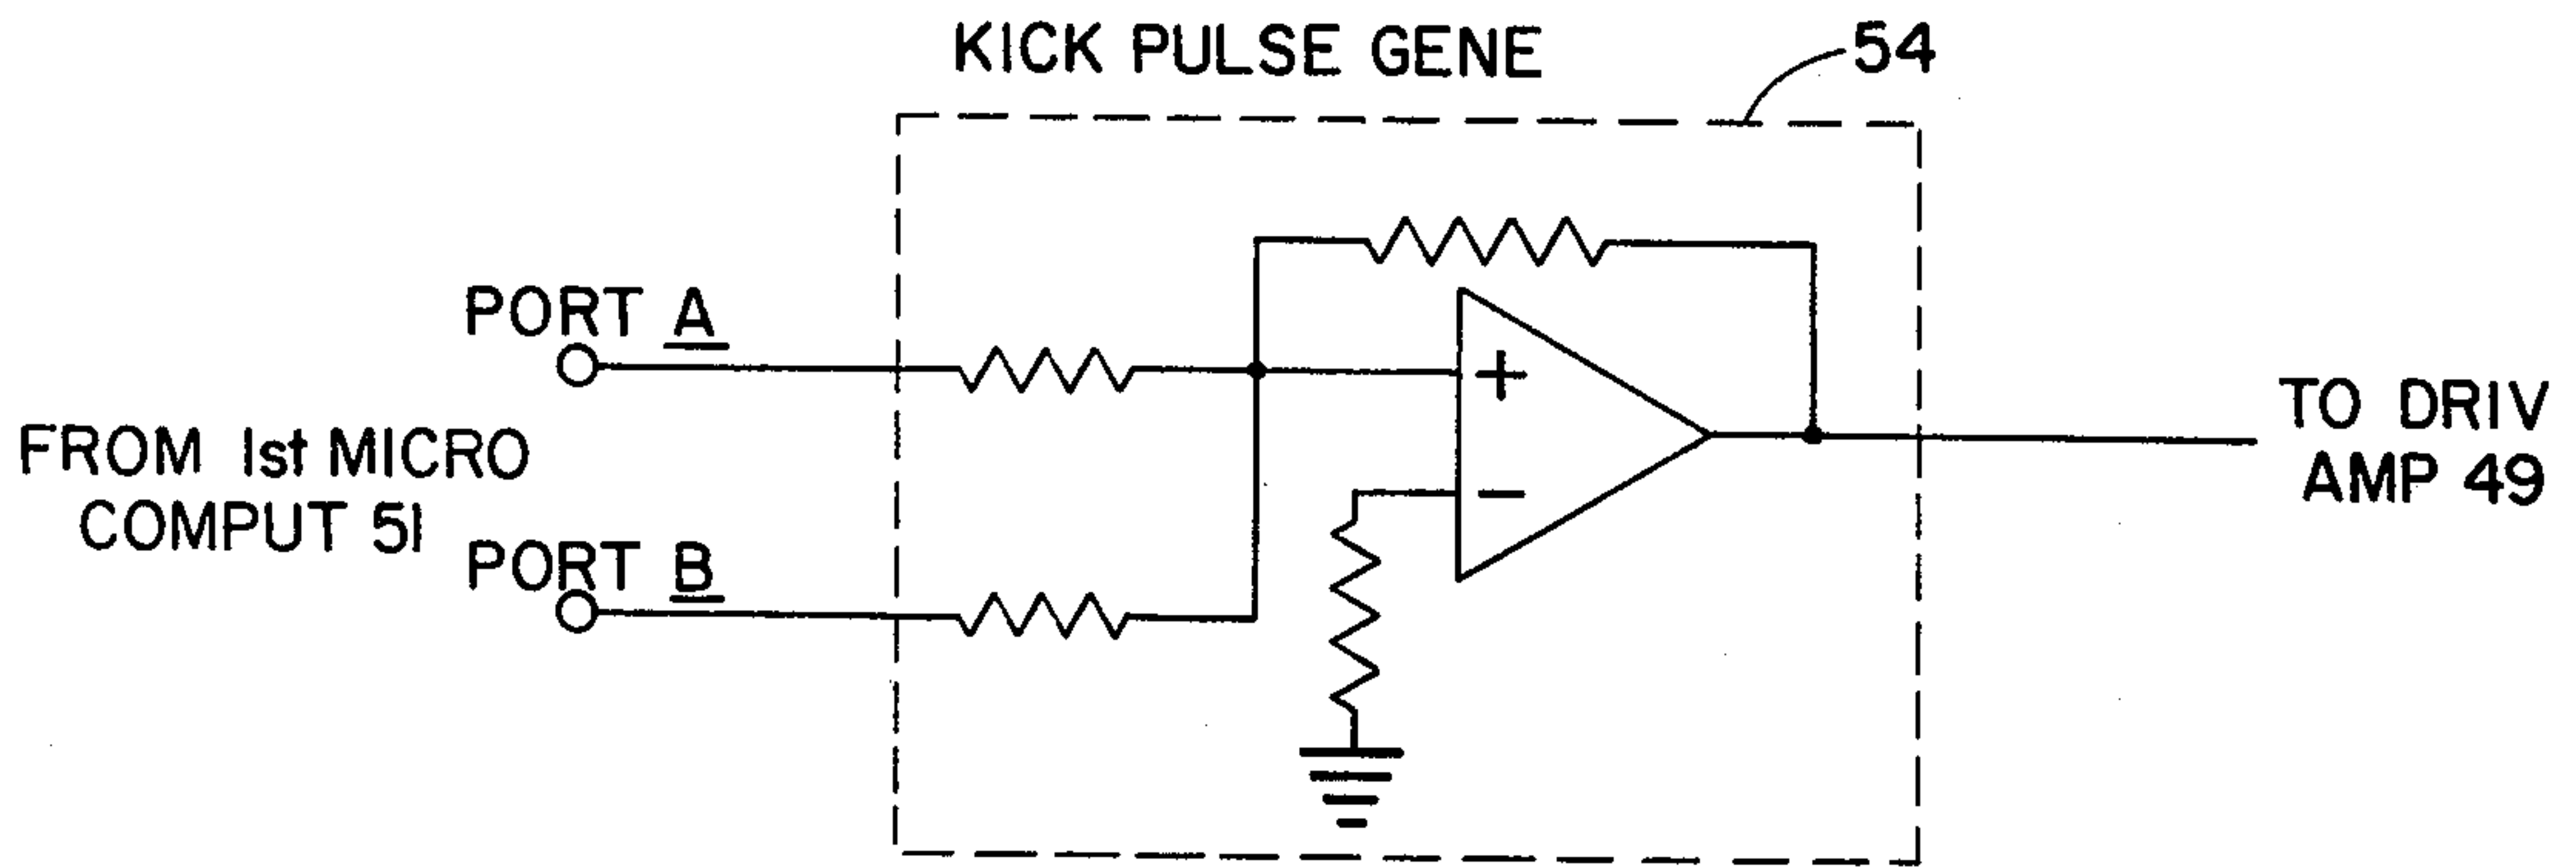 KICK PULSE GENE
54
PORT A
FROM 1st MICRO
COMPUT 51
PORT B
+
−
TO DRIV
AMP 49